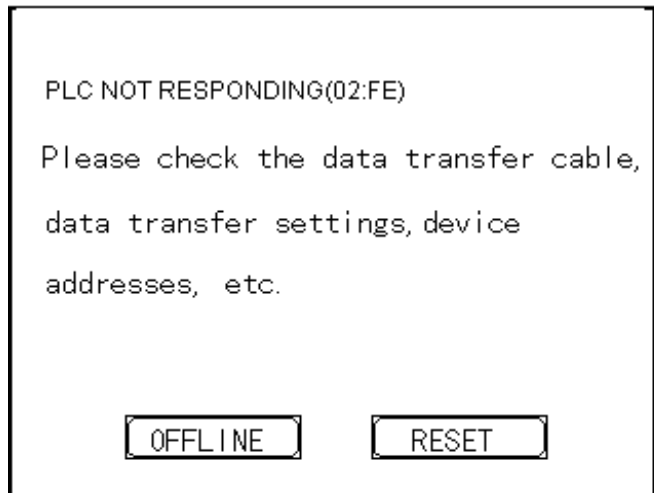 PLC NOT RESPONDING(02:FE)
Please check the data transfer cable,
data transfer settings, device
addresses, etc.
OFFLINE RESET